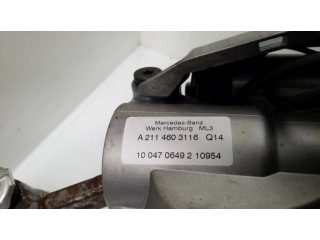 Mercedes-Benz
Werk Hamburg ML3
A 211 460 3116 Q14
10 047 0649 2 10954